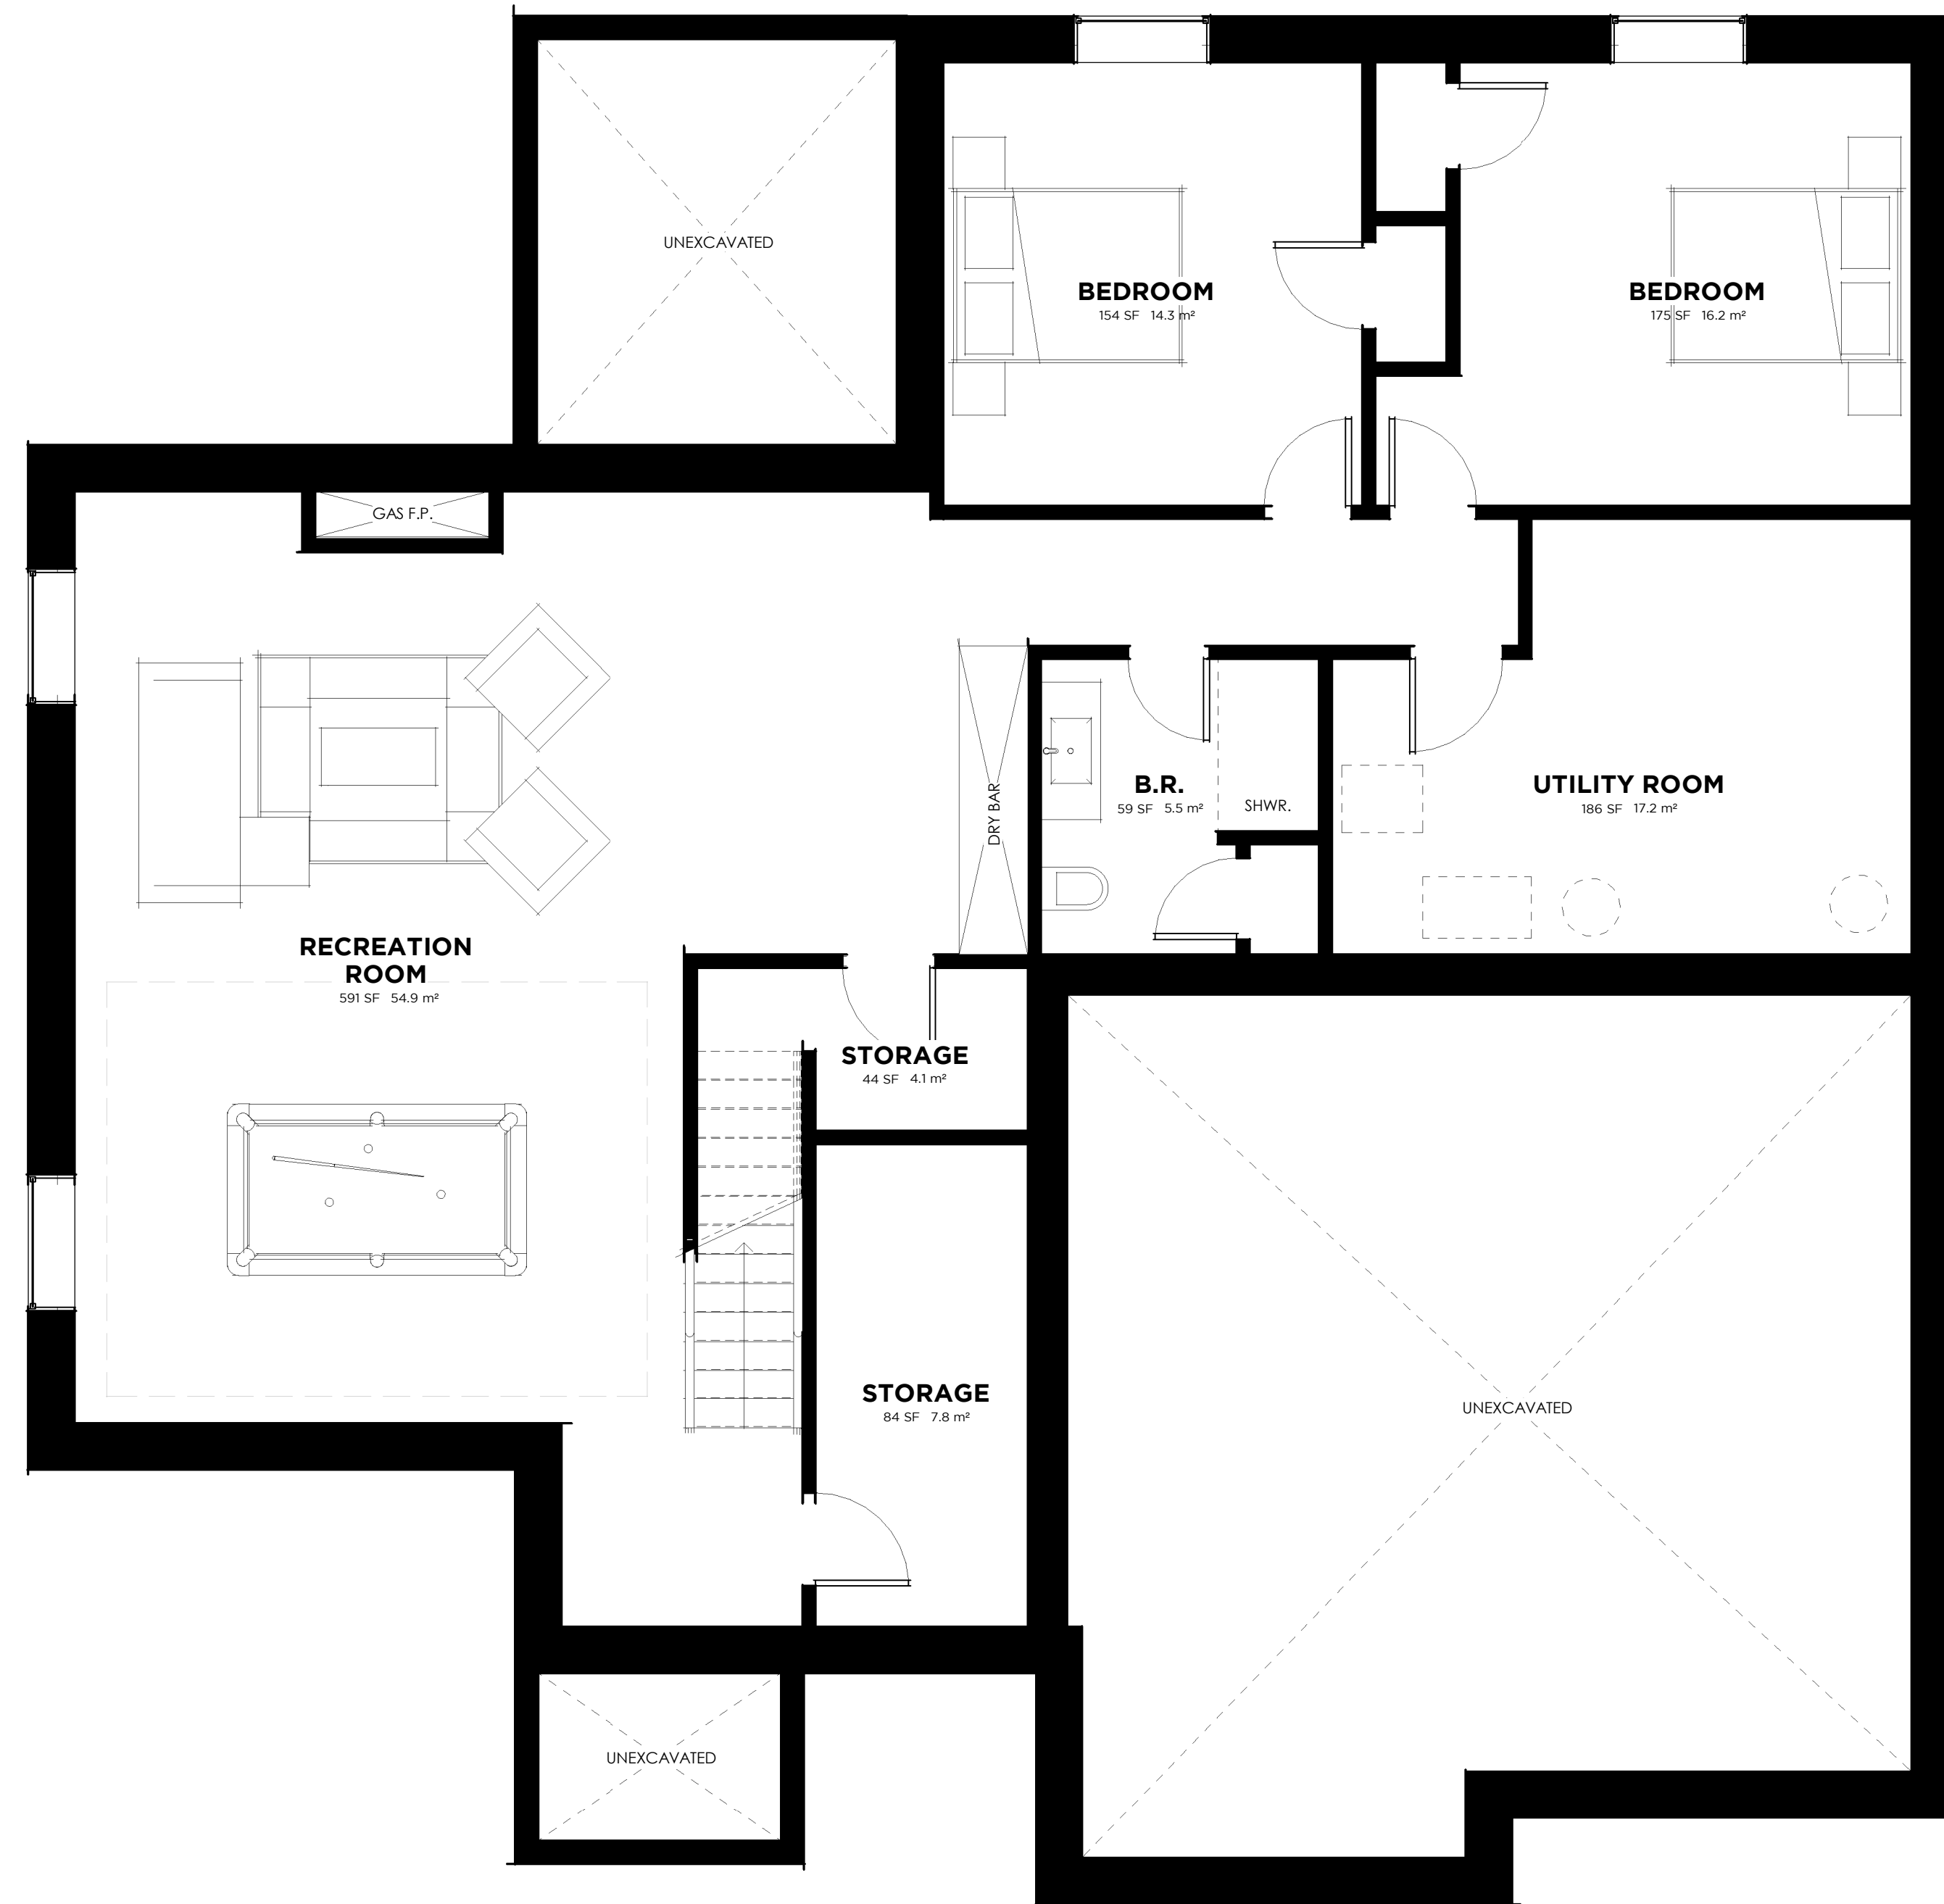 UNEXCAVATED
BEDROOM
154 SF 14.3 m²
BEDROOM
175 SF 16.2 m²
GAS F.P.
DRY BAR
B.R.
59 SF 5.5 m²
SHWR.
UTILITY ROOM
186 SF 17.2 m²
RECREATION
ROOM
591 SF 54.9 m²
STORAGE
44 SF 4.1 m²
STORAGE
84 SF 7.8 m²
UNEXCAVATED
UNEXCAVATED